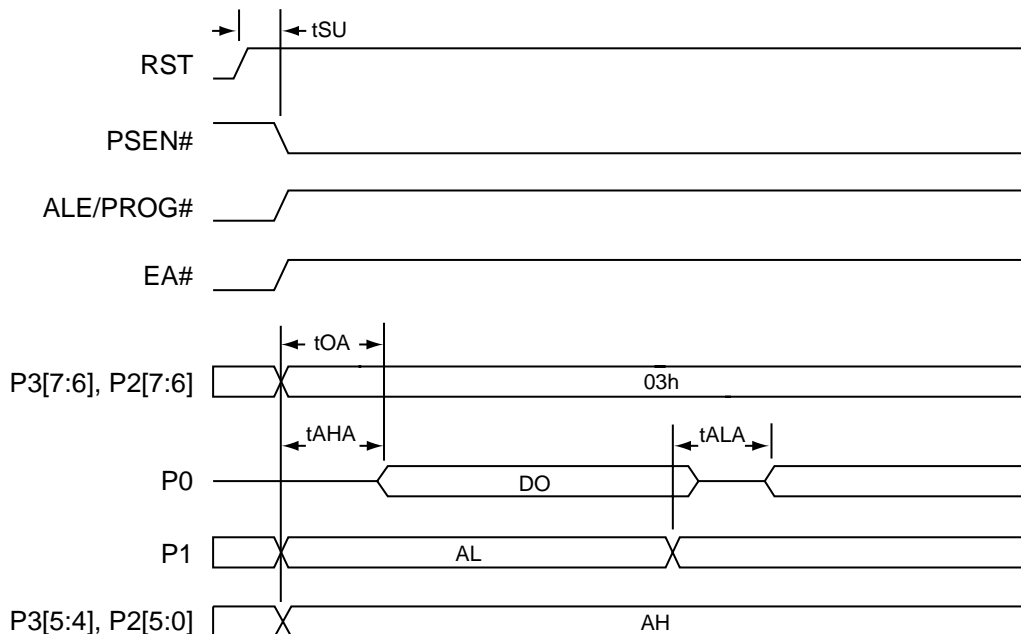 tSU
RST
PSEN#
ALE/PROG#
EA#
tOA
P3[7:6], P2[7:6]
03h
tAHA
tALA
P0
DO
P1
AL
P3[5:4], P2[5:0]
AH